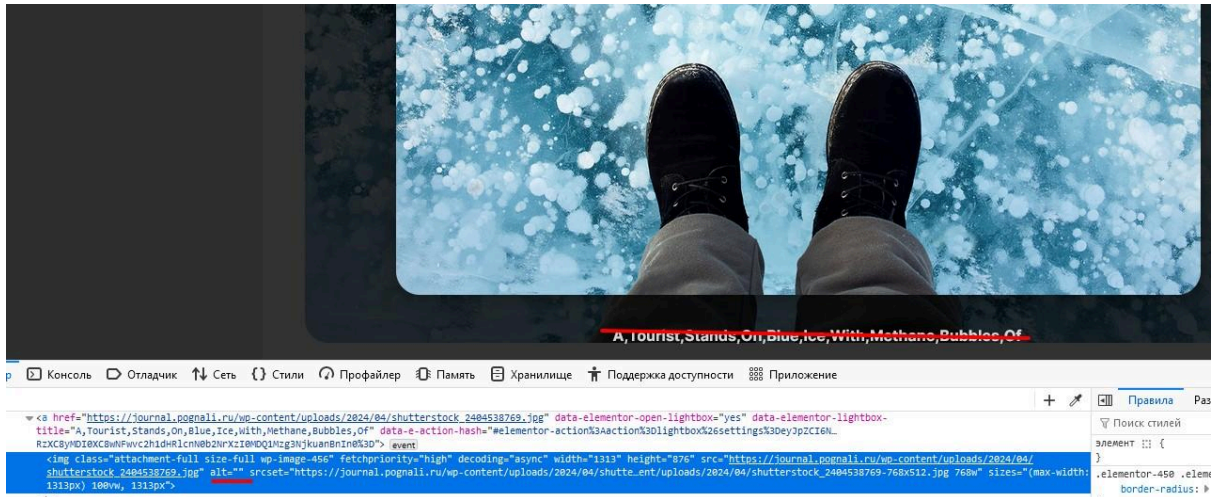 A,Tourist,Stands,On,Blue,Ice,With,Methane,Bubbles,Of
Консоль Отладчик Сеть {} Стили Профайлер Память Хранилище Поддержка доступности Приложение
+ Правила Раз
<a href="https://journal.pognali.ru/wp-content/uploads/2024/04/shutterstock_2404538769.jpg" data-elementor-open-lightbox="yes" data-elementor-lightbox-
title="A,Tourist,Stands,On,Blue,Ice,With,Methane,Bubbles,Of" data-e-action-hash="#elementor-action%3Aaction%3Dlightbox%26settings%3DeyJpZCI6N…
event
<img class="attachment-full size-full wp-image-456" fetchpriority="high" decoding="async" width="1313" height="876" src="https://journal.pognali.ru/wp-content/uploads/2024/04/
shutterstock_2404538769.jpg" alt="" srcset="https://journal.pognali.ru/wp-content/uploads/2024/04/shutte…ent/uploads/2024/04/shutterstock_2404538769-768x512.jpg 768w" sizes="(max-width:
1313px) 100vw, 1313px">
Поиск стилей
элемент {
}
.elementor-450 .eleme
border-radius: